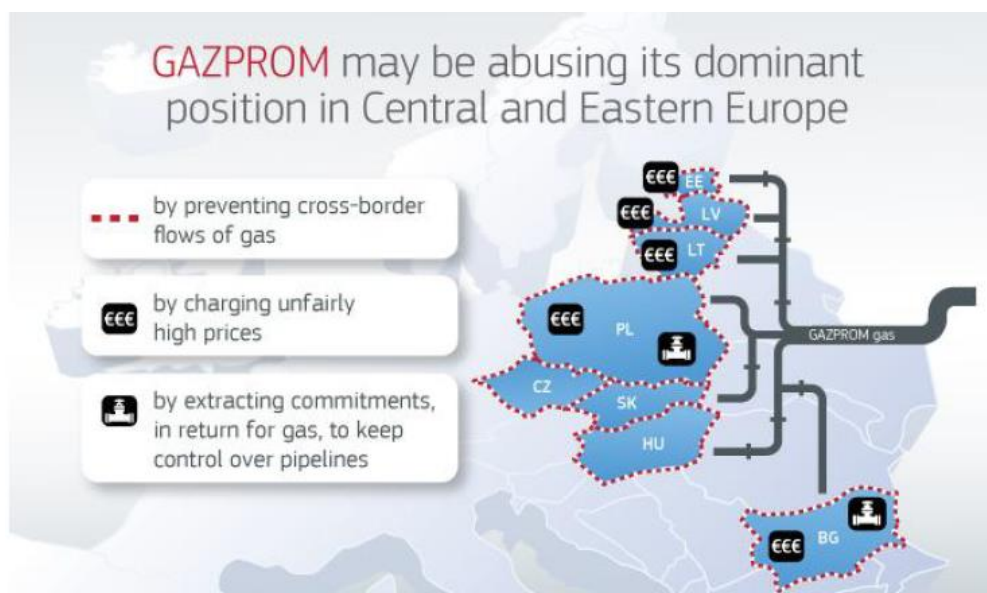 GAZPROM may be abusing its dominant
position in Central and Eastern Europe
by preventing cross-border
flows of gas
€€€
by charging unfairly
high prices
by extracting commitments,
in return for gas, to keep
control over pipelines
€€€
EE
€€€
LV
€€€
LT
€€€
PL
GAZPROM gas
CZ
SK
HU
€€€
BG